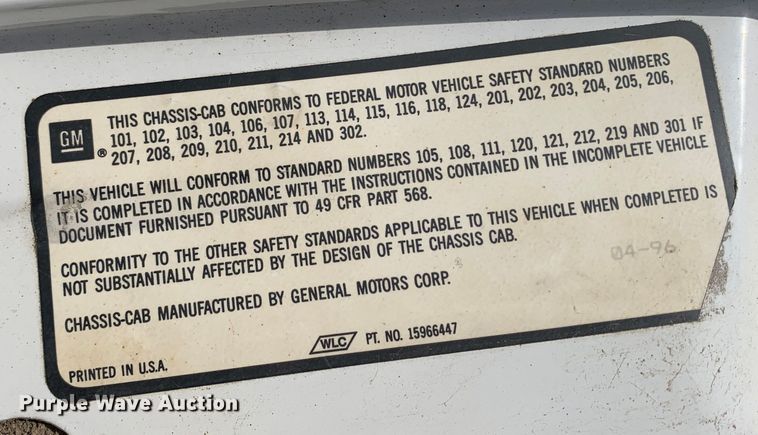 THIS CHASSIS-CAB CONFORMS TO FEDERAL MOTOR VEHICLE SAFETY STANDARD NUMBERS
101, 102, 103, 104, 106, 107, 113, 114, 115, 116, 118, 124, 201, 202, 203, 204, 205, 206,
GM ® 207, 208, 209, 210, 211, 214 AND 302.
THIS VEHICLE WILL CONFORM TO STANDARD NUMBERS 105, 108, 111, 120, 121, 212, 219 AND 301 IF
IT IS COMPLETED IN ACCORDANCE WITH THE INSTRUCTIONS CONTAINED IN THE INCOMPLETE VEHICLE
DOCUMENT FURNISHED PURSUANT TO 49 CFR PART 568.
CONFORMITY TO THE OTHER SAFETY STANDARDS APPLICABLE TO THIS VEHICLE WHEN COMPLETED IS
NOT SUBSTANTIALLY AFFECTED BY THE DESIGN OF THE CHASSIS CAB.
04-96
CHASSIS-CAB MANUFACTURED BY GENERAL MOTORS CORP.
WLC PT. NO. 15966447
PRINTED IN U.S.A.
Purple Wave Auction